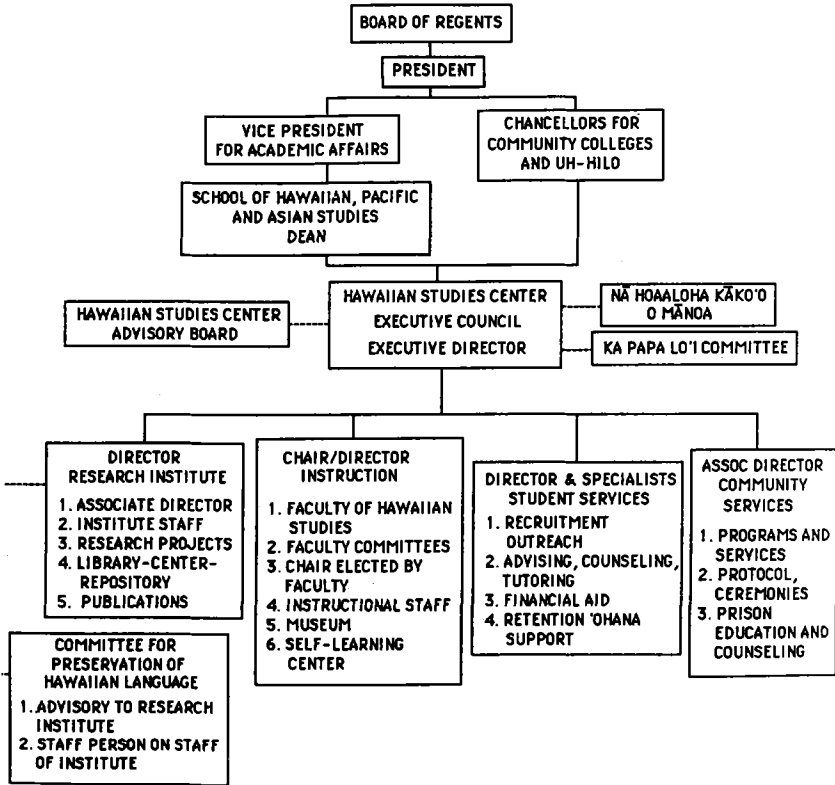 BOARD OF REGENTS
PRESIDENT
VICE PRESIDENT
FOR ACADEMIC AFFAIRS
CHANCELLORS FOR
COMMUNITY COLLEGES
AND UH-HILO
SCHOOL OF HAWAIIAN, PACIFIC
AND ASIAN STUDIES
DEAN
HAWAIIAN STUDIES CENTER
ADVISORY BOARD
HAWAIIAN STUDIES CENTER
EXECUTIVE COUNCIL
EXECUTIVE DIRECTOR
NĀ HOAALOHA KĀKO'O
O MĀNOA
KA PAPA LO'I COMMITTEE
DIRECTOR
RESEARCH INSTITUTE
1. ASSOCIATE DIRECTOR
2. INSTITUTE STAFF
3. RESEARCH PROJECTS
4. LIBRARY-CENTER-
REPOSITORY
5. PUBLICATIONS
CHAIR/DIRECTOR
INSTRUCTION
1. FACULTY OF HAWAIIAN
STUDIES
2. FACULTY COMMITTEES
3. CHAIR ELECTED BY
FACULTY
4. INSTRUCTIONAL STAFF
5. MUSEUM
6. SELF-LEARNING
CENTER
DIRECTOR & SPECIALISTS
STUDENT SERVICES
1. RECRUITMENT
OUTREACH
2. ADVISING, COUNSELING,
TUTORING
3. FINANCIAL AID
4. RETENTION 'OHANA
SUPPORT
ASSOC DIRECTOR
COMMUNITY
SERVICES
1. PROGRAMS AND
SERVICES
2. PROTOCOL,
CEREMONIES
3. PRISON
EDUCATION AND
COUNSELING
COMMITTEE FOR
PRESERVATION OF
HAWAIIAN LANGUAGE
1. ADVISORY TO RESEARCH
INSTITUTE
2. STAFF PERSON ON STAFF
OF INSTITUTE